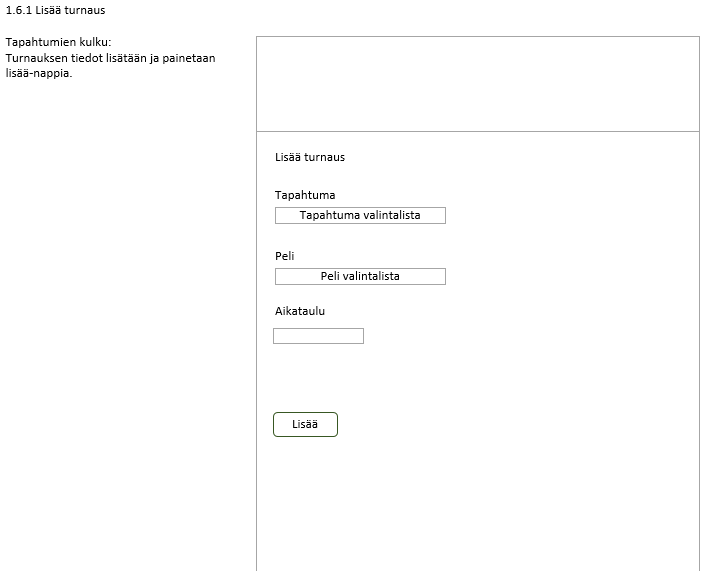 1.6.1 Lisää turnaus
Tapahtumien kulku:
Turnauksen tiedot lisätään ja painetaan
lisää-nappia.
Lisää turnaus
Tapahtuma
Tapahtuma valintalista
Peli
Peli valintalista
Aikataulu
Lisää